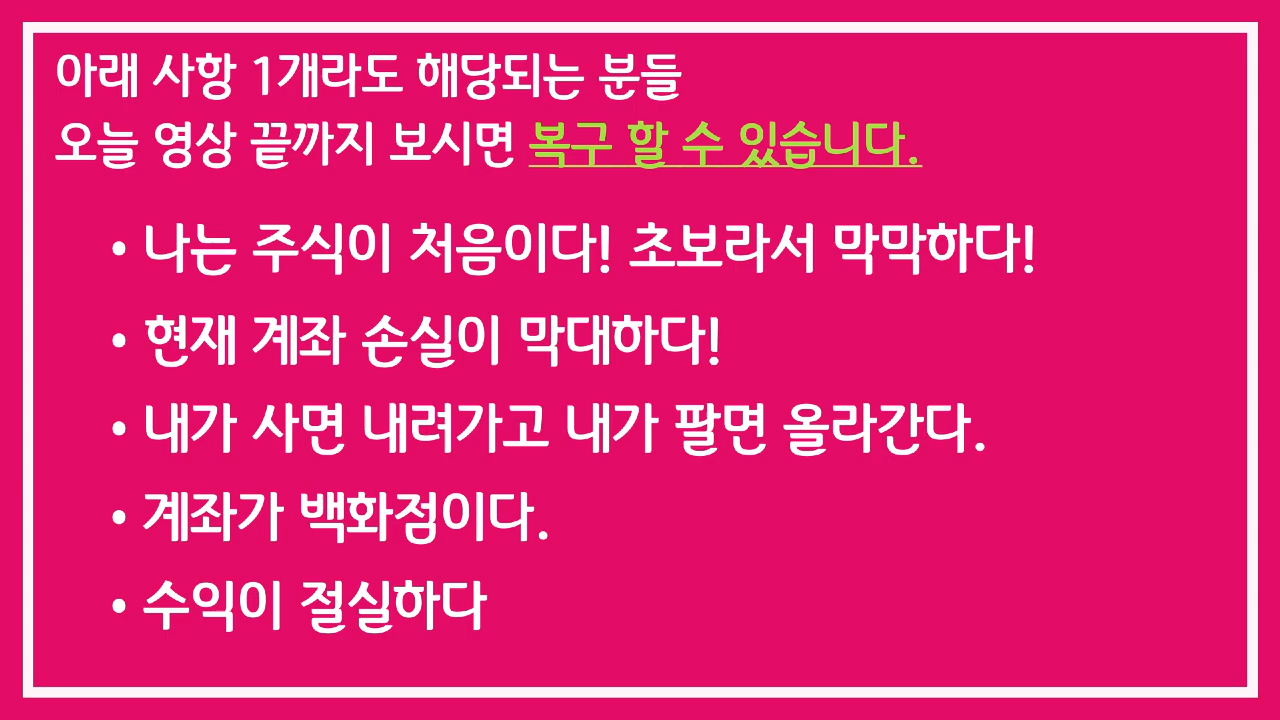 아래 사항 1개라도 해당되는 분들
오늘 영상 끝까지 보시면 복구 할 수 있습니다.
• 나는 주식이 처음이다! 초보라서 막막하다!
• 현재 계좌 손실이 막대하다!
• 내가 사면 내려가고 내가 팔면 올라간다.
• 계좌가 백화점이다.
• 수익이 절실하다